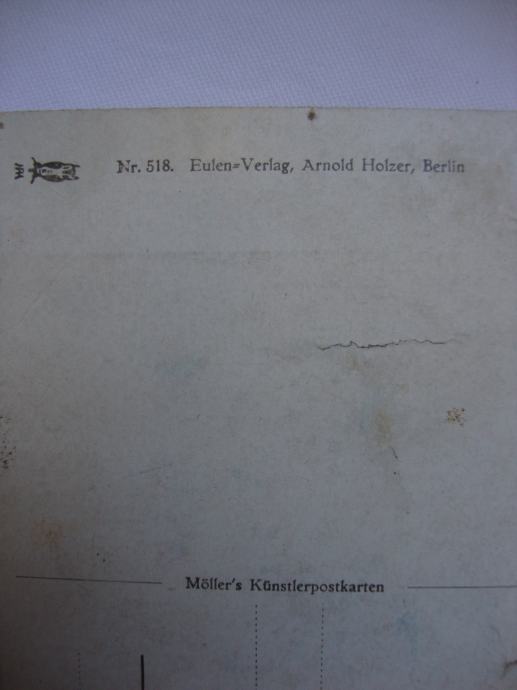 Nr. 518. Eulen=Verlag, Arnold Holzer, Berlin
Möller's Künstlerpostkarten